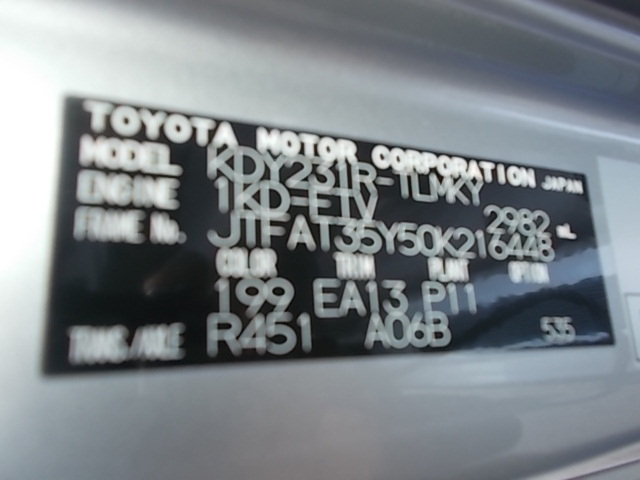 TOYOTA MOTOR CORPORATION JAPAN
MODEL KDY231R-TLMKY
ENGINE 1KD-FTV 2982 mL
FRAME No. JTFAT35Y50K216448
COLOR TRIM PLANT OPTION
199 EA13 P11
TRANS/AXLE R451 A06B 535